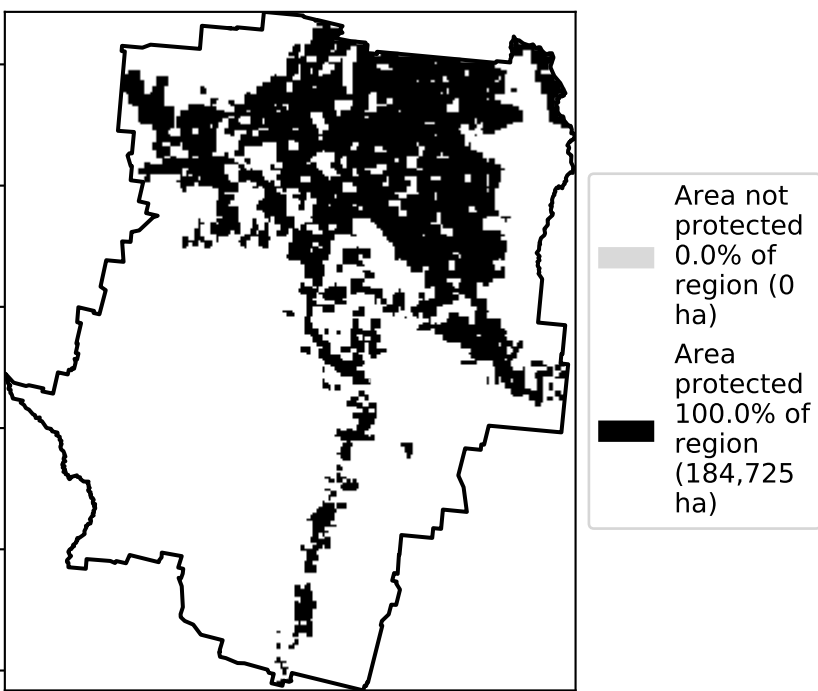 Area not
protected
0.0% of
region (0
ha)
Area
protected
100.0% of
region
(184,725
ha)